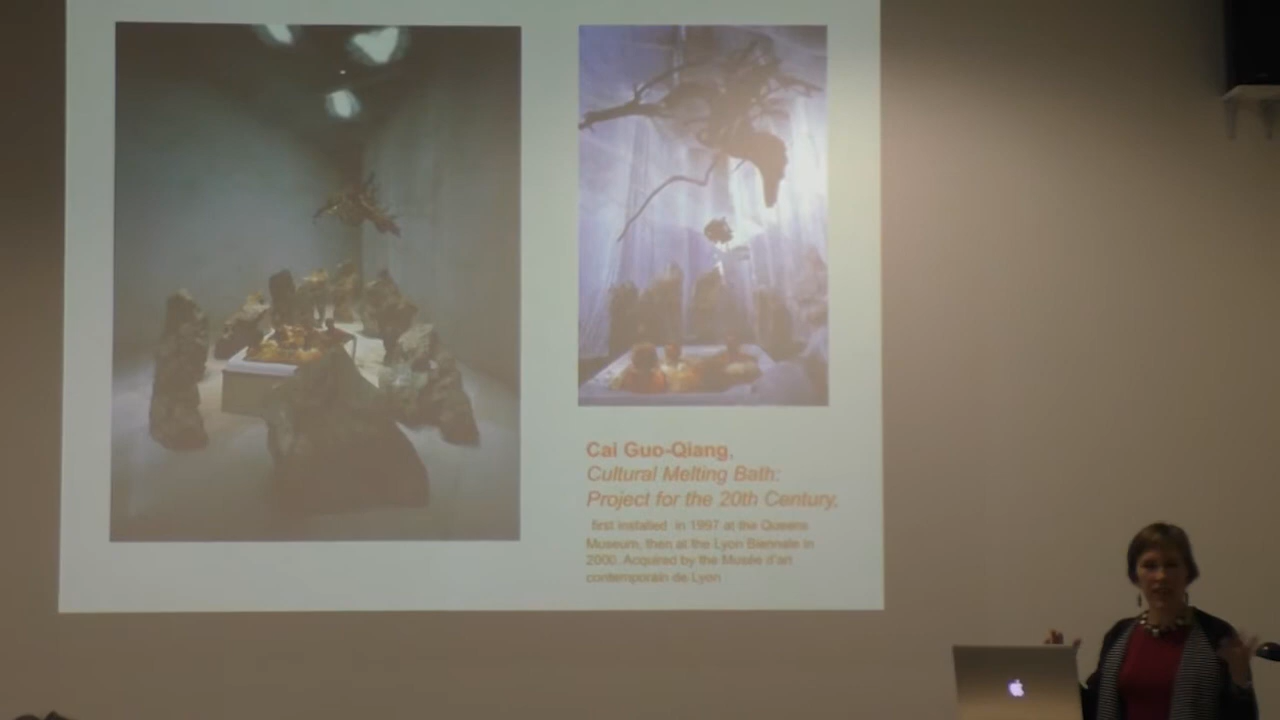 Cai Guo-Qiang,
Cultural Melting Bath:
Project for the 20th Century,
first installed in 1997 at the Queens
Museum, then at the Lyon Biennale in
2000. Acquired by the Musée d'art
contemporain de Lyon